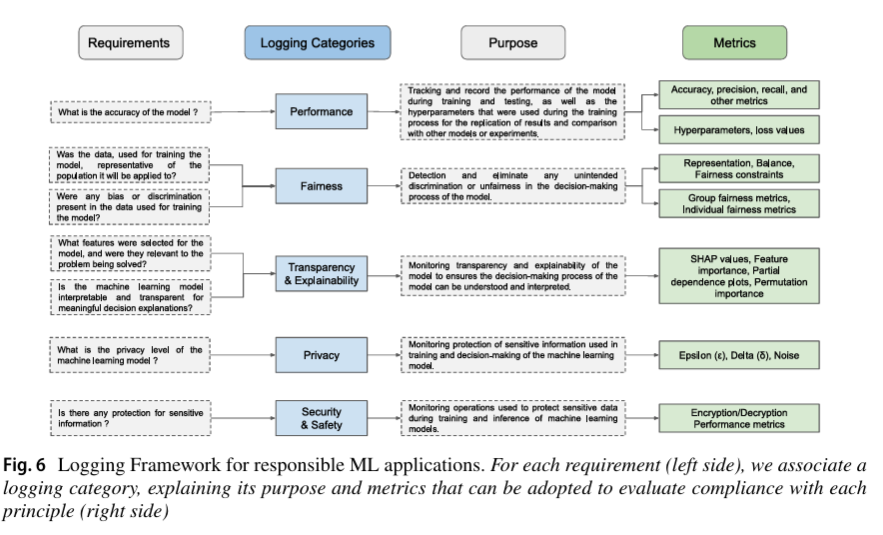 Requirements
Logging Categories
Purpose
Metrics
What is the accuracy of the model ?
Performance
Tracking and record the performance of the model
during training and testing, as well as the
hyperparameters that were used during the training
process for the replication of results and comparison
with other models or experiments.
Accuracy, precision, recall, and
other metrics
Hyperparameters, loss values
Was the data, used for training the
model, representative of the
population it will be applied to?
Were any bias or discrimination
present in the data used for training
the model?
Fairness
Detection and eliminate any unintended
discrimination or unfairness in the decision-making
process of the model.
Representation, Balance,
Fairness constraints
Group fairness metrics,
Individual fairness metrics
What features were selected for the
model, and were they relevant to the
problem being solved?
Is the machine learning model
interpretable and transparent for
meaningful decision explanations?
Transparency
& Explainability
Monitoring transparency and explainability of the
model to ensures the decision-making process of the
model can be understood and interpreted.
SHAP values, Feature
importance, Partial
dependence plots, Permutation
importance
What is the privacy level of the
machine learning model ?
Privacy
Monitoring protection of sensitive information used in
training and decision-making of the machine learning
model.
Epsilon (ε), Delta (δ), Noise
Is there any protection for sensitive
information ?
Security
& Safety
Monitoring operations used to protect sensitive data
during training and inference of machine learning
models.
Encryption/Decryption
Performance metrics
Fig. 6 Logging Framework for responsible ML applications. For each requirement (left side), we associate a
logging category, explaining its purpose and metrics that can be adopted to evaluate compliance with each
principle (right side)